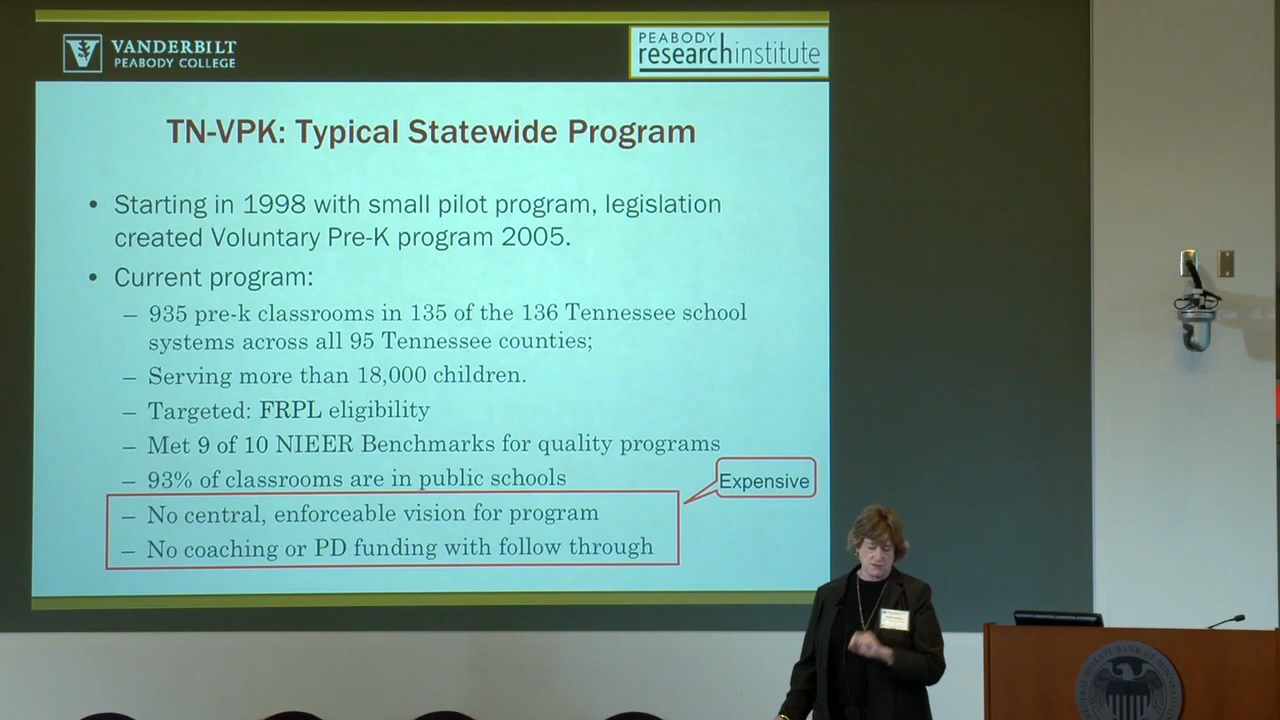 VANDERBILT
PEABODY COLLEGE
PEABODY
researchinstitute
TN-VPK: Typical Statewide Program
• Starting in 1998 with small pilot program, legislation
created Voluntary Pre-K program 2005.
• Current program:
– 935 pre-k classrooms in 135 of the 136 Tennessee school
systems across all 95 Tennessee counties;
– Serving more than 18,000 children.
– Targeted: FRPL eligibility
– Met 9 of 10 NIEER Benchmarks for quality programs
– 93% of classrooms are in public schools
Expensive
– No central, enforceable vision for program
– No coaching or PD funding with follow through